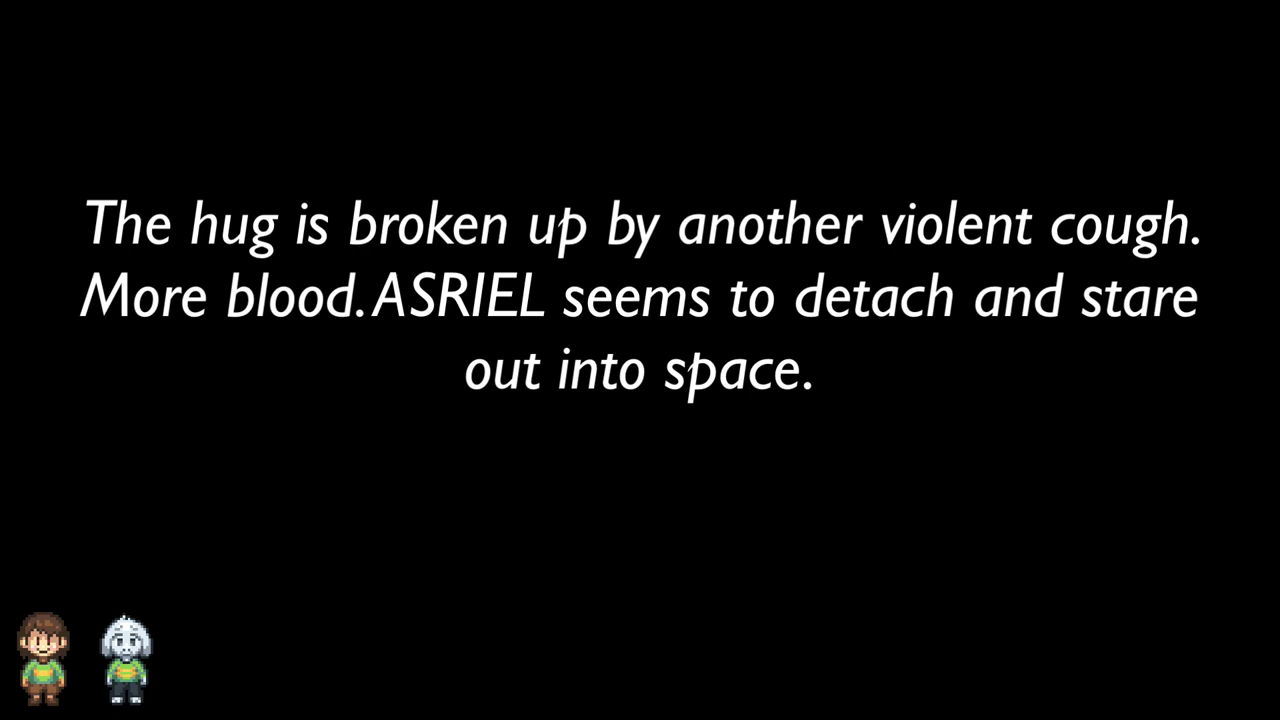 The hug is broken up by another violent cough.
More blood. ASRIEL seems to detach and stare
out into space.